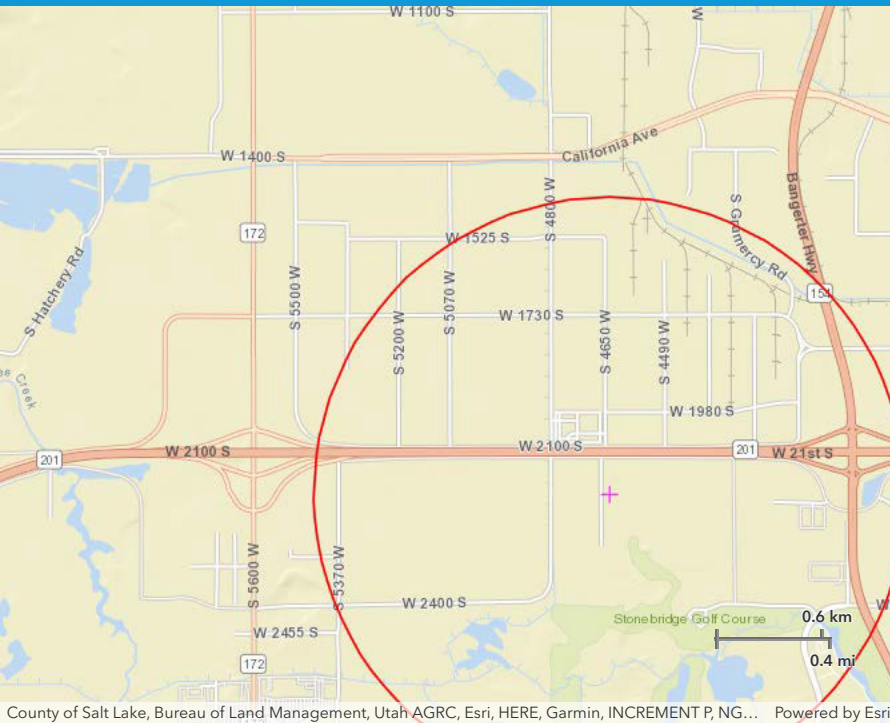 W 1100 S
W
California Ave
W 1400 S
Bangerter Hwy
S 4800 W
S Gramercy Rd
172
W 1525 S
S Hatchery Rd
S 5500 W
S 5070 W
154
W 1730 S
S 5200 W
S 4650 W
S 4490 W
Creek
W 1980 S
W 2100 S
W 2100 S
201
W 21st S
201
S 5600 W
S 5370 W
W 2400 S
W
Stonebridge Golf Course
0.6 km
W 2455 S
0.4 mi
172
County of Salt Lake, Bureau of Land Management, Utah AGRC, Esri, HERE, Garmin, INCREMENT P, NG… Powered by Esr